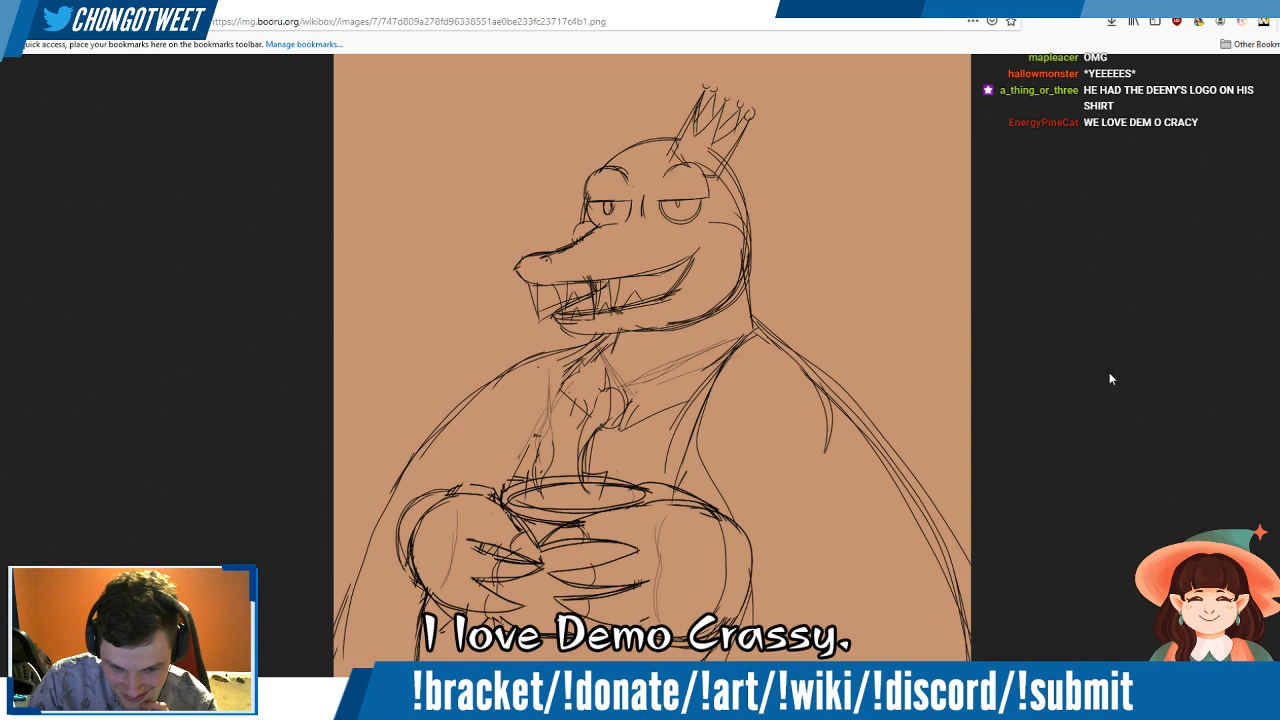 CHONGOTWEET
https://img.booru.org/wikibox//images/7/747d809a278fd96338551ae0be233fc23717c4b1.png
quick access, place your bookmarks here on the bookmarks toolbar. Manage bookmarks...
Other Bookm
mapleacer OMG
hallowmonster *YEEEEES*
a_thing_or_three HE HAD THE DEENY'S LOGO ON HIS
SHIRT
EnergyPineCat WE LOVE DEM O CRACY
I love Demo Crassy.
!bracket/!donate/!art/!wiki/!discord/!submit